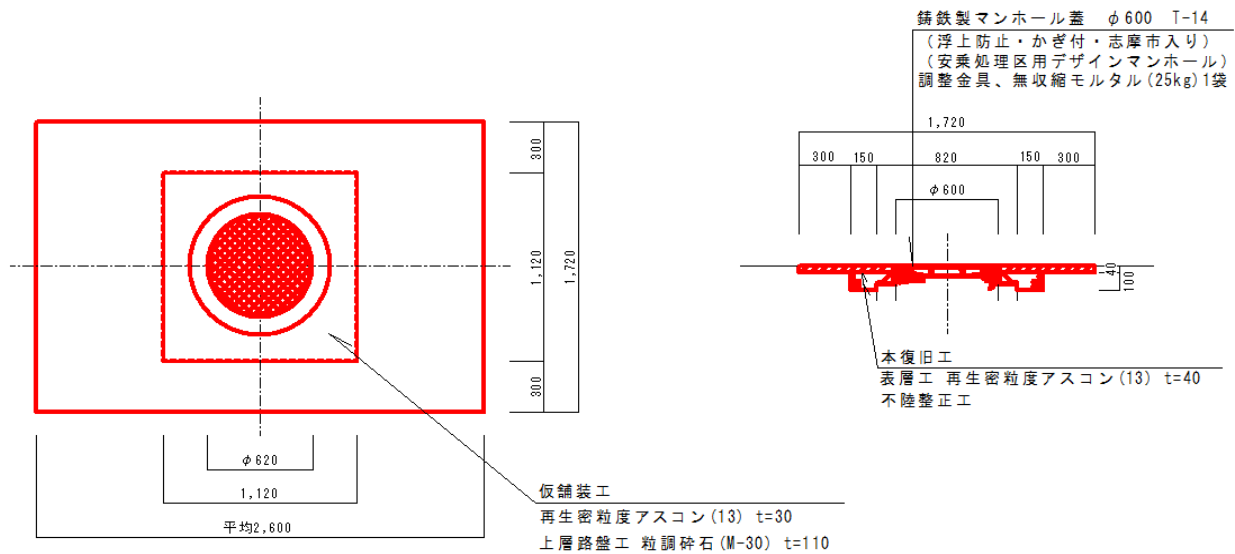 鋳鉄製マンホール蓋 φ600 T-14
(浮上防止・かぎ付・志摩市入り)
(安乗処理区用デザインマンホール)
調整金具、無収縮モルタル(25kg)1袋
1,720
300 150 820 150 300
φ600
40
100
本復旧工
表層工 再生密粒度アスコン(13) t=40
不陸整正工
300
1,120
1,720
300
φ620
1,120
平均2,600
仮舗装工
再生密粒度アスコン(13) t=30
上層路盤工 粒調砕石(M-30) t=110